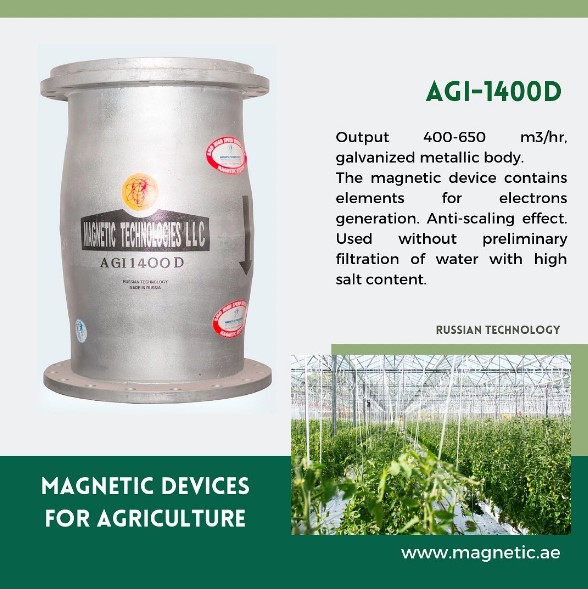 AGI-1400D
Output 400-650 m3/hr,
galvanized metallic body.
The magnetic device contains
elements for electrons
generation. Anti-scaling effect.
Used without preliminary
filtration of water with high
salt content.
RUSSIAN TECHNOLOGY
MAGNETIC TECHNOLOGIES LLC
AGI1400D
RUSSIAN TECHNOLOGY
MADE IN RUSSIA
MAGNETIC DEVICES
FOR AGRICULTURE
www.magnetic.ae